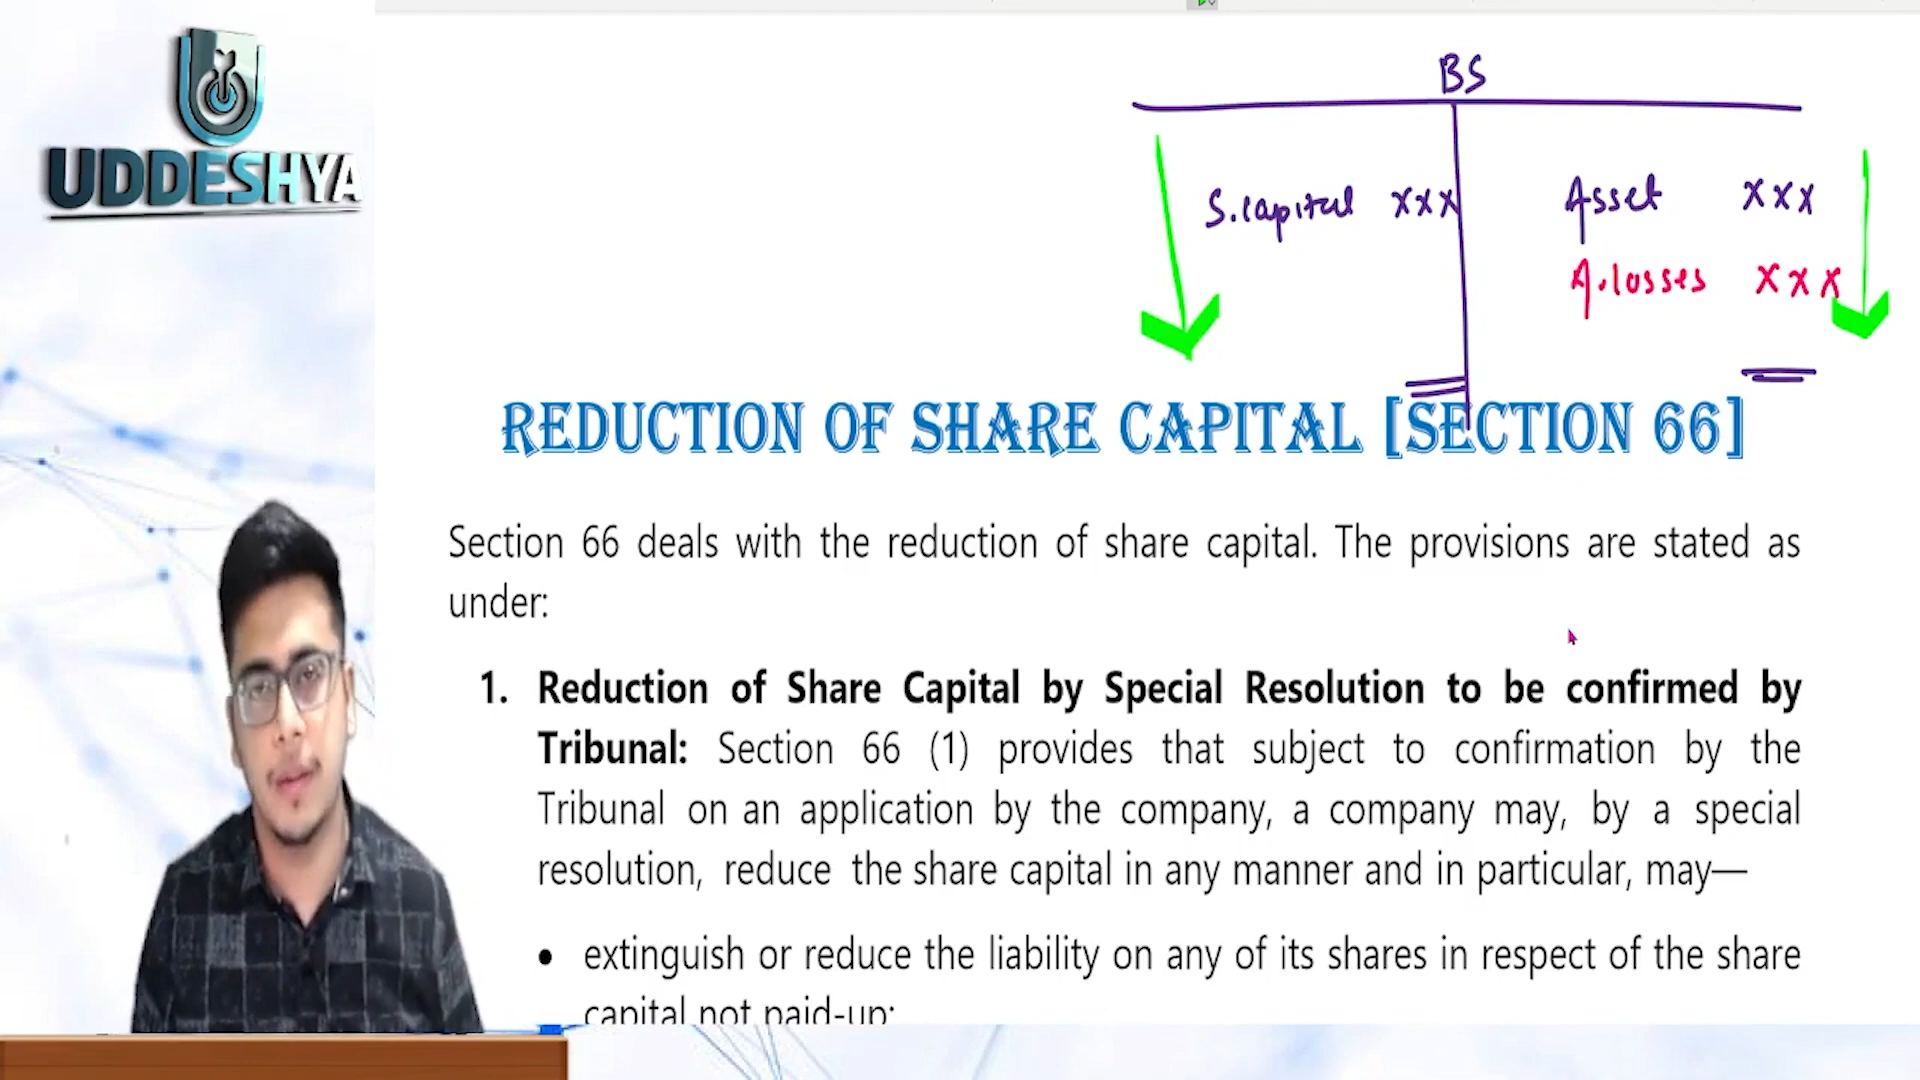 UDDESHYA
BS
S.capital xxx Asset xxx
A.losses xxx
REDUCTION OF SHARE CAPITAL [SECTION 66]
Section 66 deals with the reduction of share capital. The provisions are stated as
under:
1. Reduction of Share Capital by Special Resolution to be confirmed by
Tribunal: Section 66 (1) provides that subject to confirmation by the
Tribunal on an application by the company, a company may, by a special
resolution, reduce the share capital in any manner and in particular, may—
• extinguish or reduce the liability on any of its shares in respect of the share
capital not paid-up;